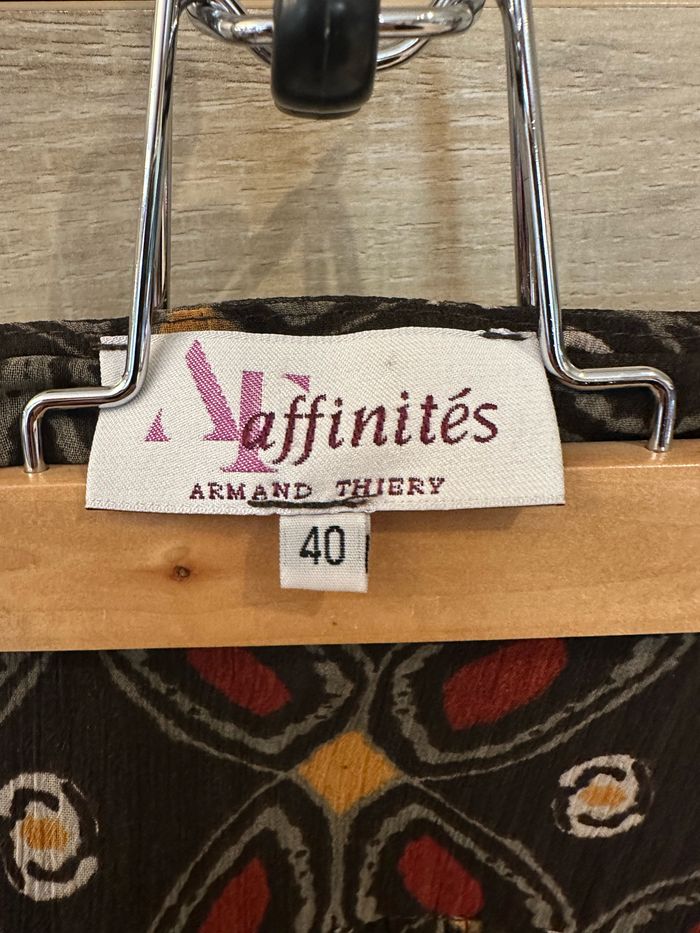 AT
affinités
ARMAND THIERY
40